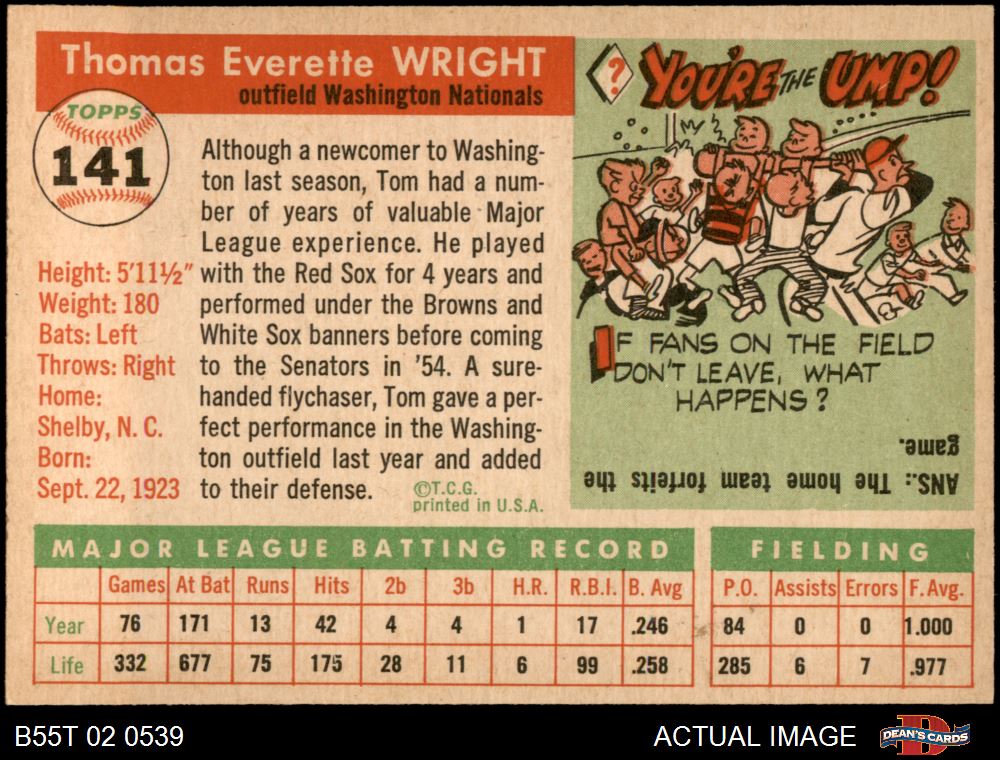 Thomas Everette WRIGHT
outfield Washington Nationals
TOPPS
141
Height: 5'11½"
Weight: 180
Bats: Left
Throws: Right
Home:
Shelby, N. C.
Born:
Sept. 22, 1923
Although a newcomer to Washing-
ton last season, Tom had a num-
ber of years of valuable Major
League experience. He played
with the Red Sox for 4 years and
performed under the Browns and
White Sox banners before coming
to the Senators in '54. A sure-
handed flychaser, Tom gave a per-
fect performance in the Washing-
ton outfield last year and added
to their defense.
©T.C.G.
printed in U.S.A.
? YOU'RE THE UMP!
IF FANS ON THE FIELD
DON'T LEAVE, WHAT
HAPPENS?
ANS.: The home team forfeits the
game.
MAJOR LEAGUE BATTING RECORD
Games At Bat Runs Hits 2b 3b H.R. R.B.I. B. Avg
Year 76 171 13 42 4 4 1 17 .246
Life 332 677 75 175 28 11 6 99 .258
FIELDING
P.O. Assists Errors F. Avg.
84 0 0 1.000
285 6 7 .977
B55T 02 0539
ACTUAL IMAGE
D
DEAN'S CARDS